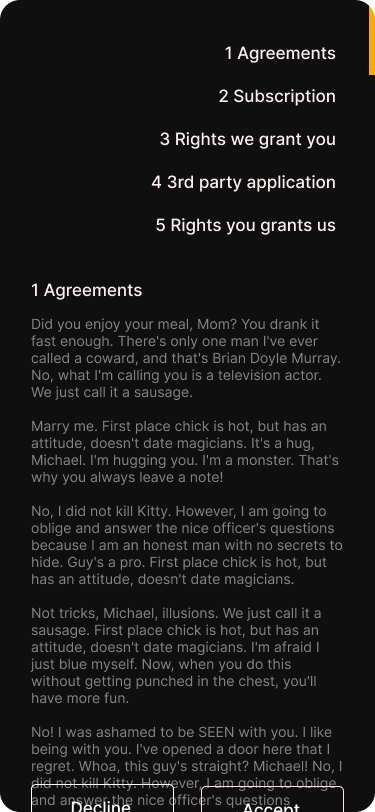 1 Agreements
2 Subscription
3 Rights we grant you
4 3rd party application
5 Rights you grants us
1 Agreements
Did you enjoy your meal, Mom? You drank it
fast enough. There's only one man I've ever
called a coward, and that's Brian Doyle Murray.
No, what I'm calling you is a television actor.
We just call it a sausage.
Marry me. First place chick is hot, but has an
attitude, doesn't date magicians. It's a hug,
Michael. I'm hugging you. I'm a monster. That's
why you always leave a note!
No, I did not kill Kitty. However, I am going to
oblige and answer the nice officer's questions
because I am an honest man with no secrets to
hide. Guy's a pro. First place chick is hot, but
has an attitude, doesn't date magicians.
Not tricks, Michael, illusions. We just call it a
sausage. First place chick is hot, but has an
attitude, doesn't date magicians. I'm afraid I
just blue myself. Now, when you do this
without getting punched in the chest, you'll
have more fun.
No! I was ashamed to be SEEN with you. I like
being with you. I've opened a door here that I
regret. Whoa, this guy's straight? Michael! No, I
did not kill Kitty. However, I am going to oblige
and answer the nice officer's questions
Decline
Accept